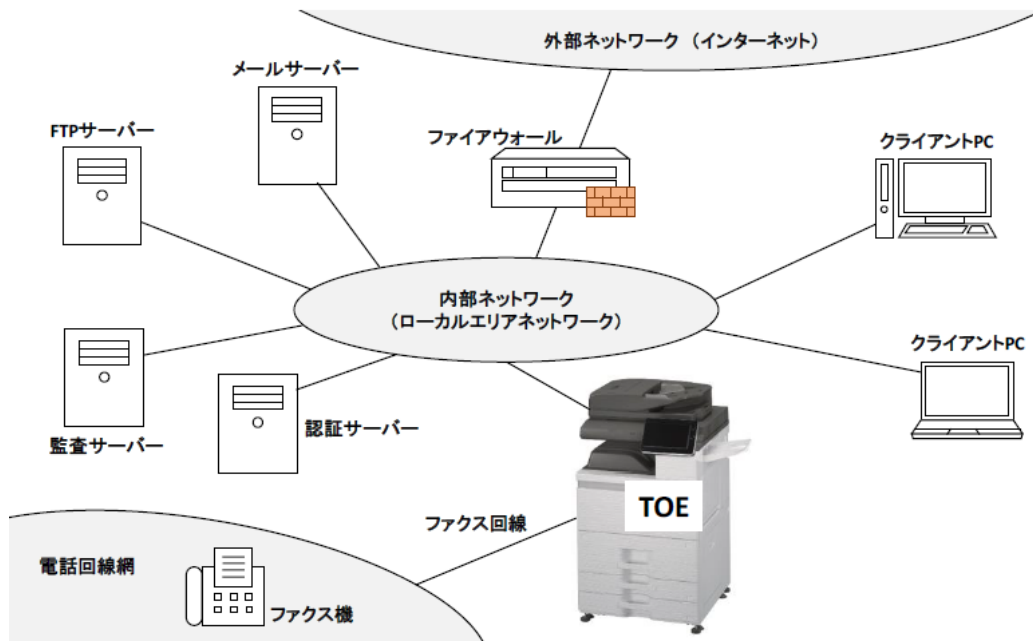 外部ネットワーク （インターネット）
メールサーバー
FTPサーバー
ファイアウォール
クライアントPC
内部ネットワーク
（ローカルエリアネットワーク）
クライアントPC
監査サーバー
認証サーバー
TOE
ファクス回線
電話回線網
ファクス機